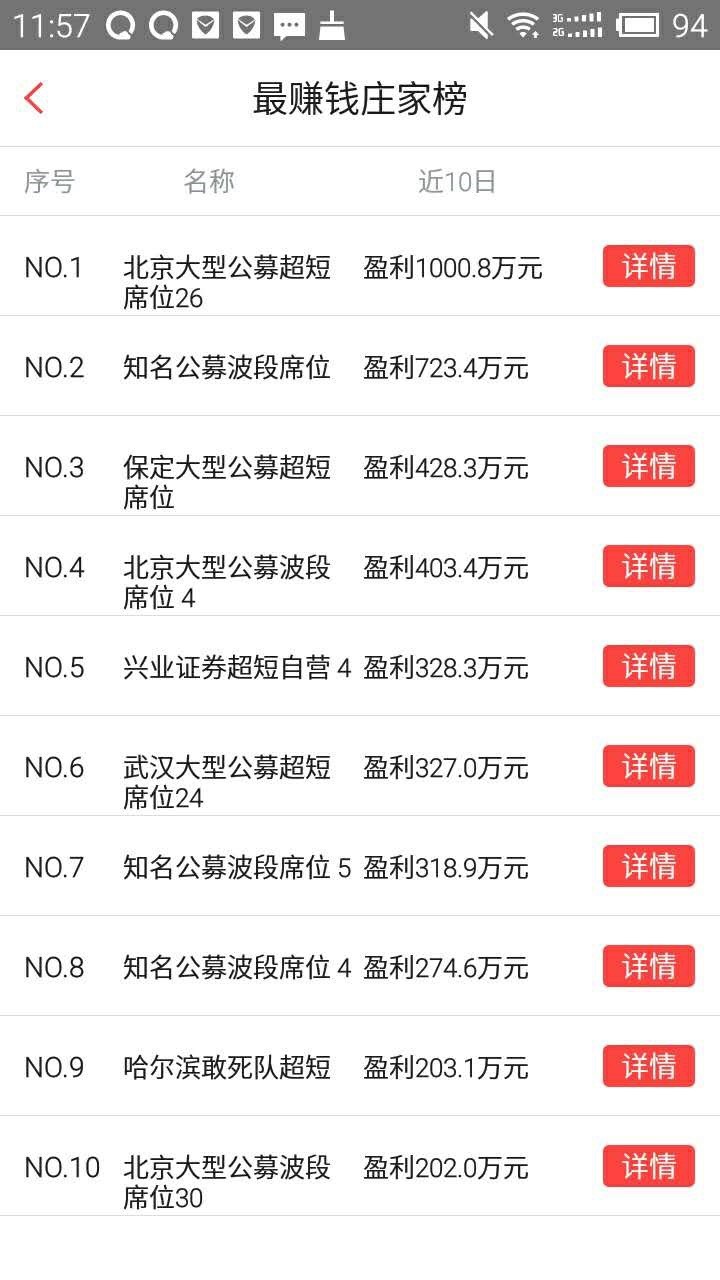 11:57 3G 2G 94
最赚钱庄家榜
序号 名称 近10日
NO.1 北京大型公募超短 盈利1000.8万元 详情
席位26
NO.2 知名公募波段席位 盈利723.4万元 详情
NO.3 保定大型公募超短 盈利428.3万元 详情
席位
NO.4 北京大型公募波段 盈利403.4万元 详情
席位 4
NO.5 兴业证券超短自营 4 盈利328.3万元 详情
NO.6 武汉大型公募超短 盈利327.0万元 详情
席位24
NO.7 知名公募波段席位 5 盈利318.9万元 详情
NO.8 知名公募波段席位 4 盈利274.6万元 详情
NO.9 哈尔滨敢死队超短 盈利203.1万元 详情
NO.10 北京大型公募波段 盈利202.0万元 详情
席位30